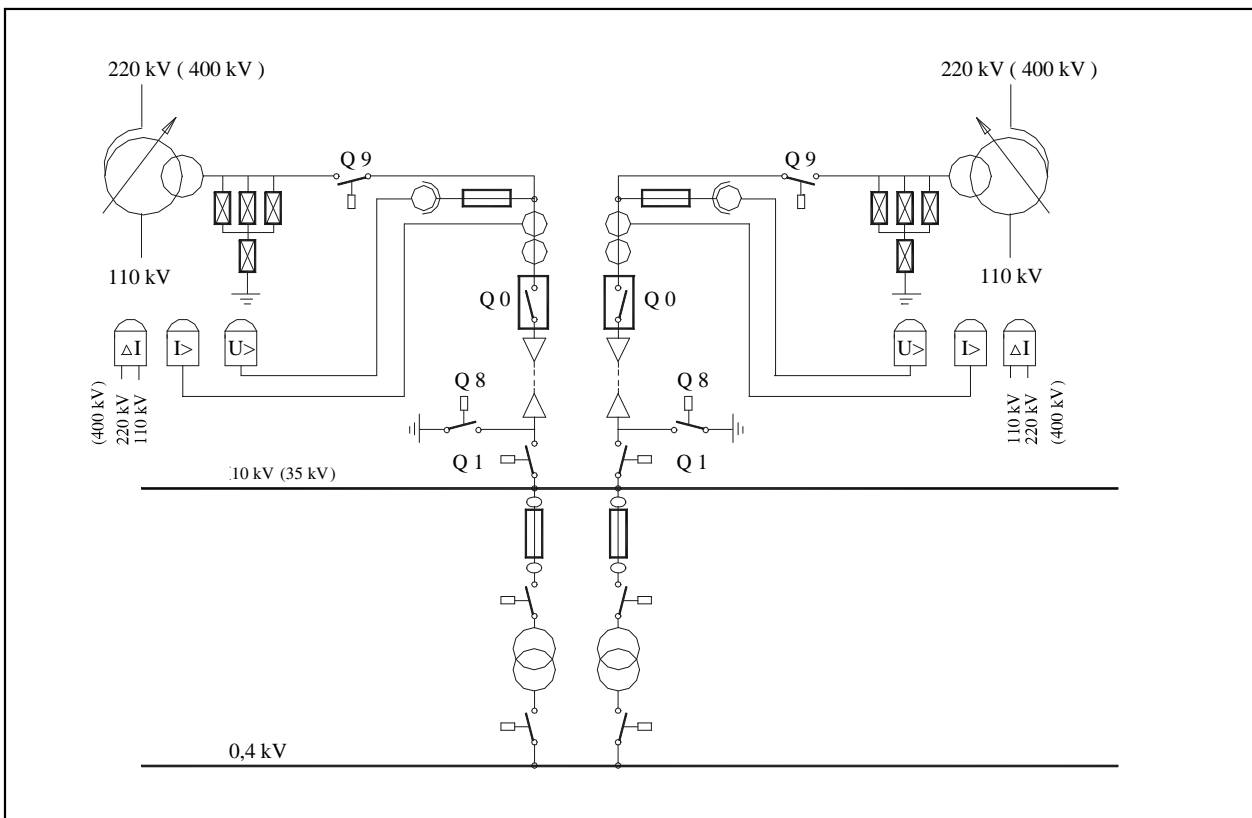 220 kV ( 400 kV )
220 kV ( 400 kV )
Q 9
Q 9
110 kV
110 kV
Q 0
Q 0
ΔI
I>
U>
U>
I>
ΔI
(400 kV)
220 kV
110 kV
110 kV
220 kV
(400 kV)
Q 8
Q 8
Q 1
Q 1
10 kV (35 kV)
0,4 kV